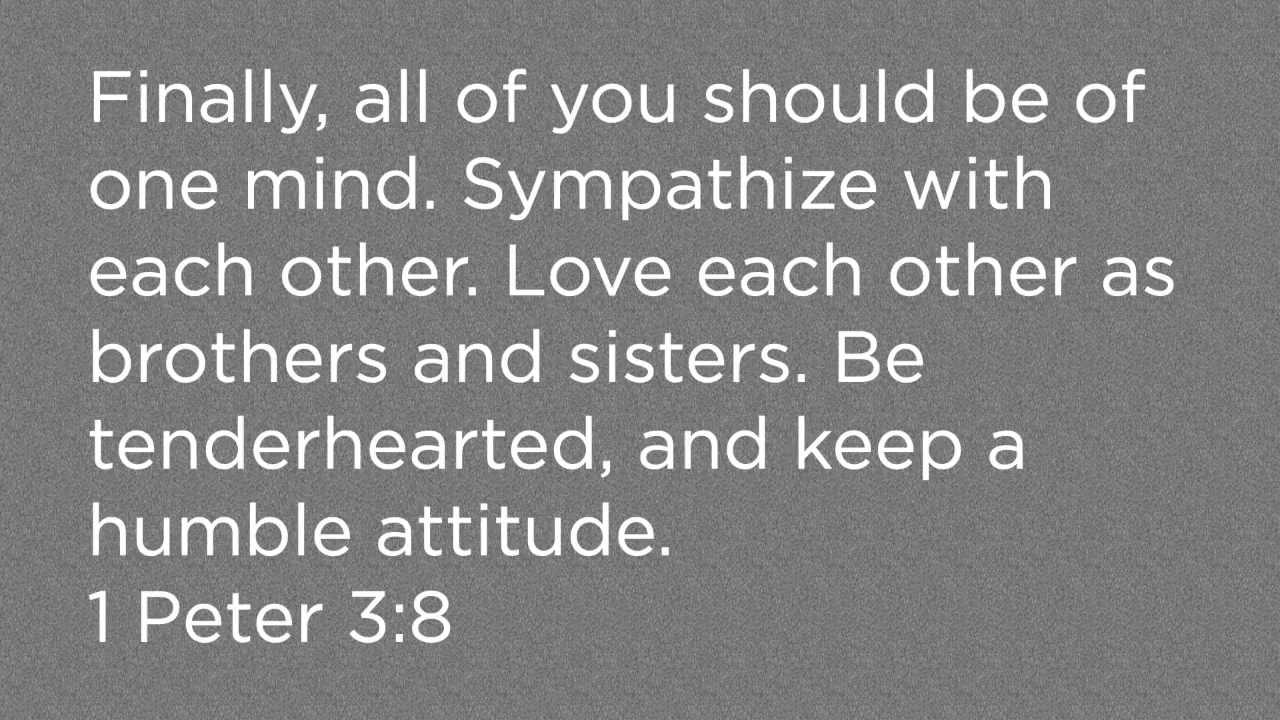 Finally, all of you should be of
one mind. Sympathize with
each other. Love each other as
brothers and sisters. Be
tenderhearted, and keep a
humble attitude.
1 Peter 3:8